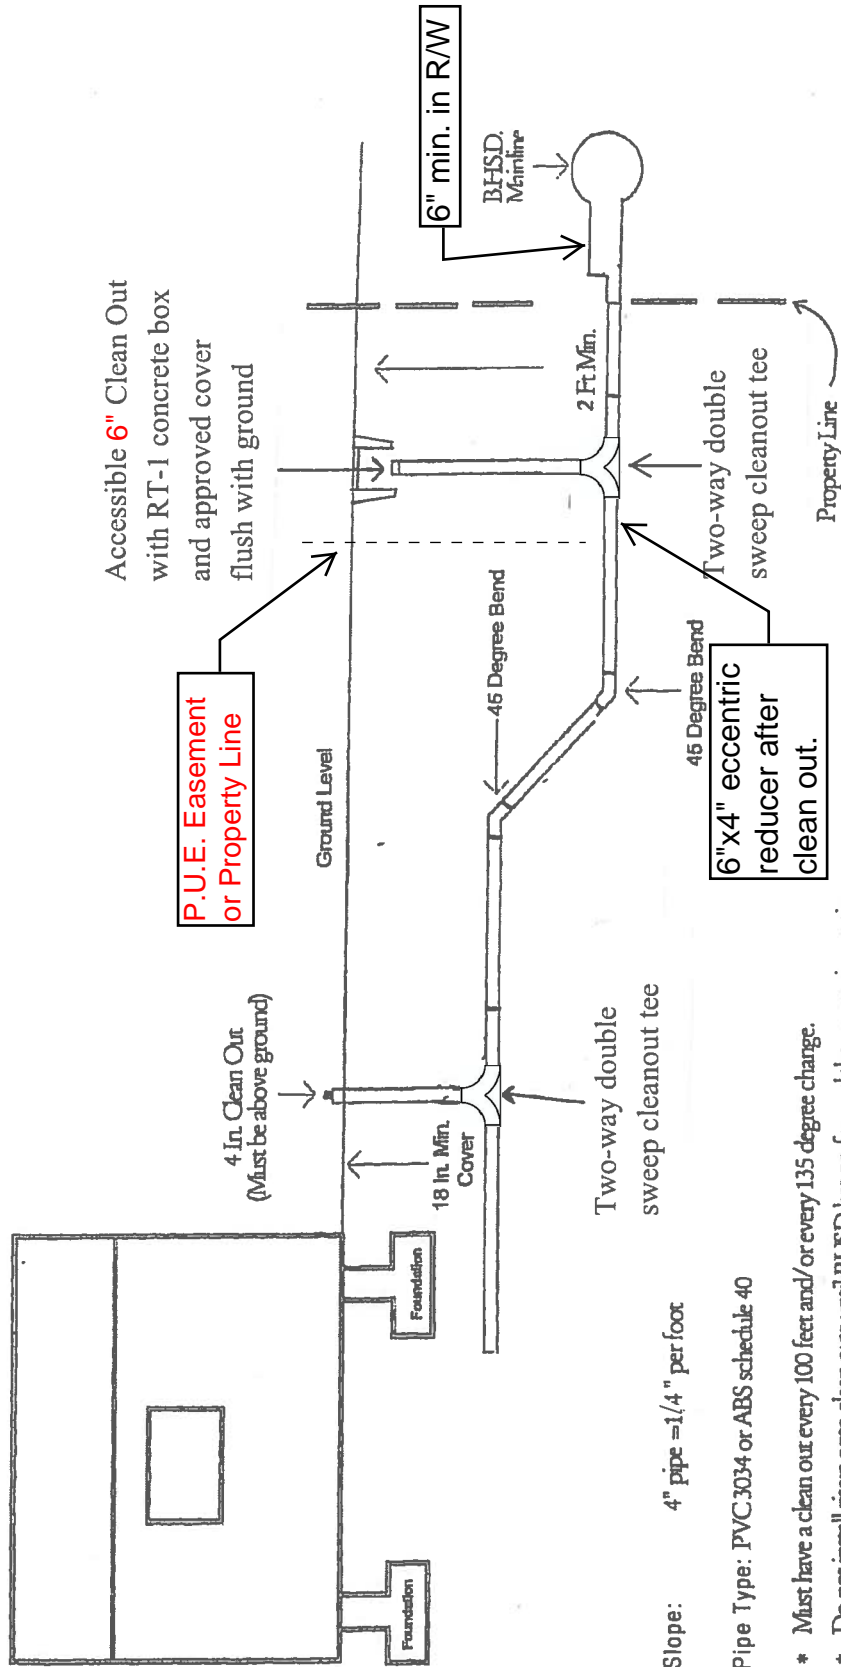 Accessible 6" Clean Out
with RT-1 concrete box
and approved cover
flush with ground
6" min. in R/W
B.H.S.D.
Mainline
P.U.E. Easement
or Property Line
Ground Level
2 Ft. Min.
4 In. Clean Out
(Must be above ground)
18 In. Min.
Cover
45 Degree Bend
45 Degree Bend
Two-way double
sweep cleanout tee
Property Line
6"x4" eccentric
reducer after
clean out.
Two-way double
sweep cleanout tee
Foundation
Foundation
Slope: 4" pipe =1/4" per foot
Pipe Type: PVC 3034 or ABS schedule 40
* Must have a clean out every 100 feet and/or every 135 degree change.